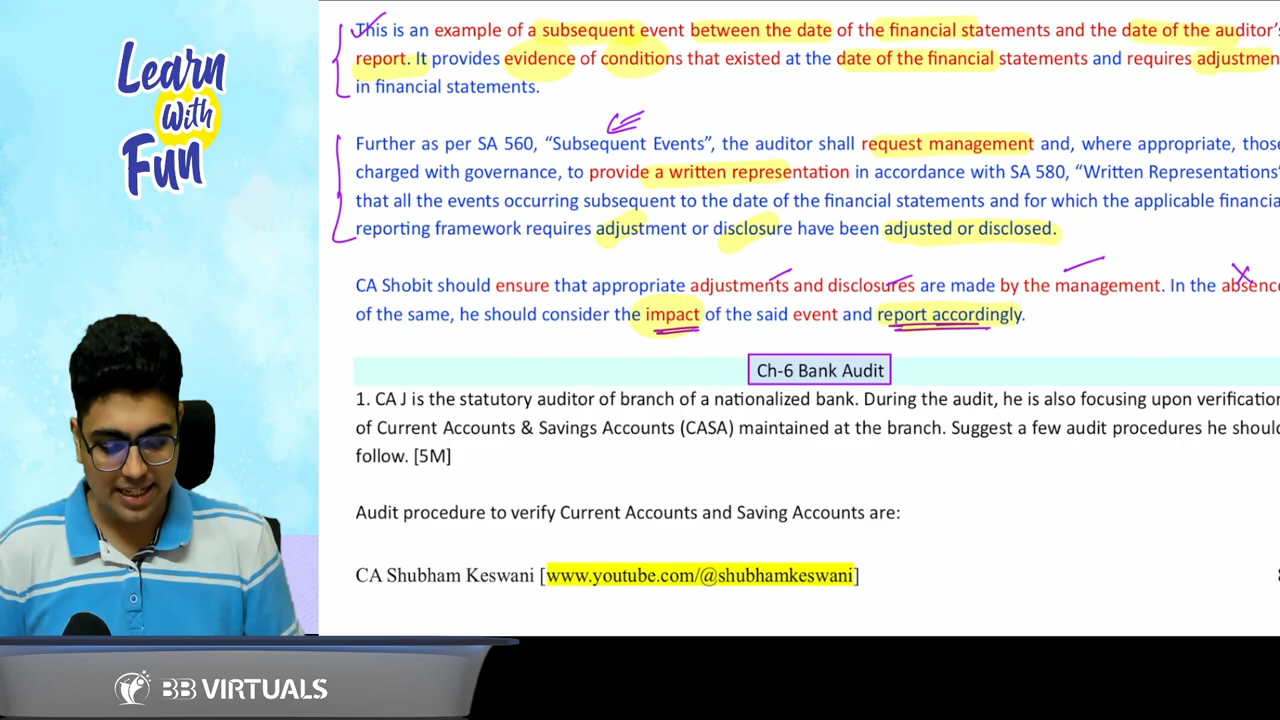 Learn
With
Fun
This is an example of a subsequent event between the date of the financial statements and the date of the auditor's
report. It provides evidence of conditions that existed at the date of the financial statements and requires adjustmen
in financial statements.
Further as per SA 560, “Subsequent Events”, the auditor shall request management and, where appropriate, those
charged with governance, to provide a written representation in accordance with SA 580, “Written Representations”
that all the events occurring subsequent to the date of the financial statements and for which the applicable financia
reporting framework requires adjustment or disclosure have been adjusted or disclosed.
CA Shobit should ensure that appropriate adjustments and disclosures are made by the management. In the absence
of the same, he should consider the impact of the said event and report accordingly.
Ch-6 Bank Audit
1. CA J is the statutory auditor of branch of a nationalized bank. During the audit, he is also focusing upon verification
of Current Accounts & Savings Accounts (CASA) maintained at the branch. Suggest a few audit procedures he should
follow. [5M]
Audit procedure to verify Current Accounts and Saving Accounts are:
CA Shubham Keswani [www.youtube.com/@shubhamkeswani]
BB VIRTUALS